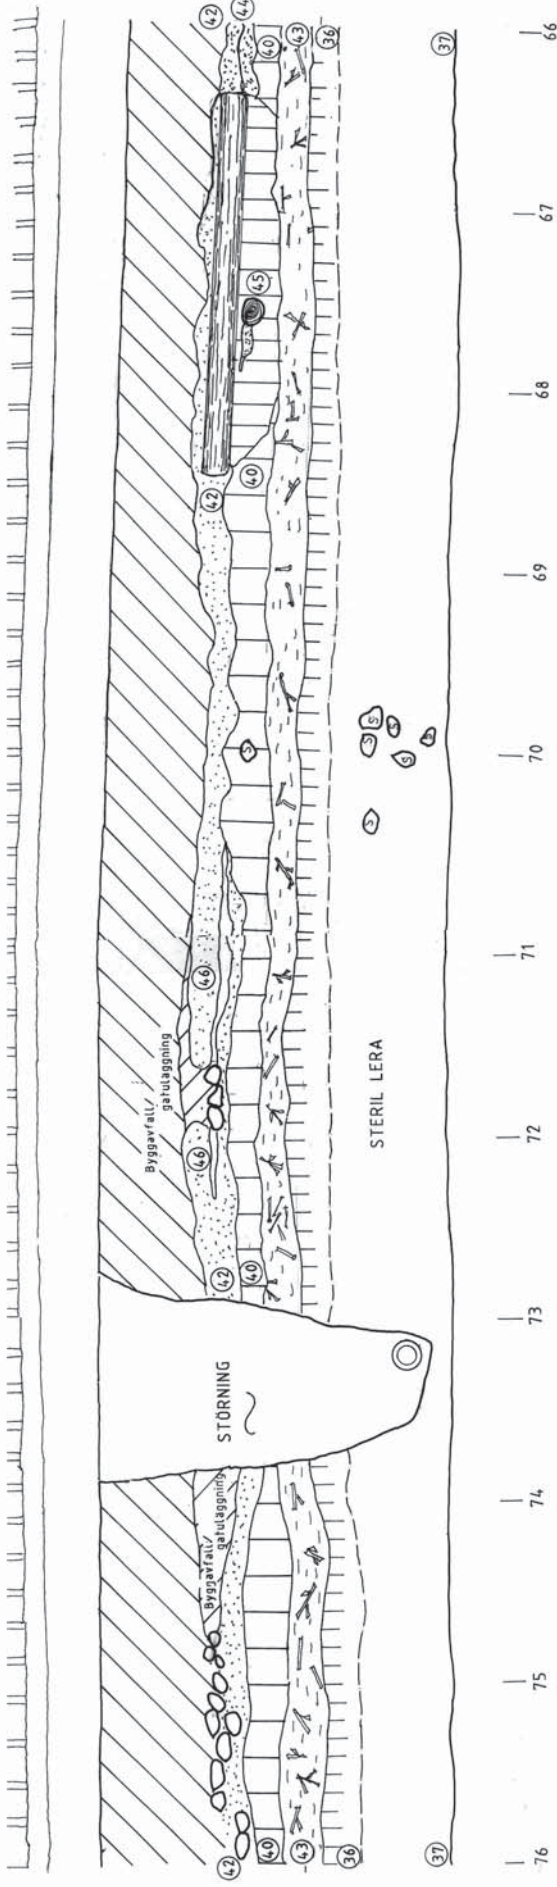 Byggavfall/
gatuläggning
Byggavfall/
gatuläggning
STÖRNING
46
46
42
42
42
42
44
40
40
40
45
40
S
43
43
36
36
STERIL LERA
S
S
S
S
S
S
37
37
76
75
74
73
72
71
70
69
68
67
66